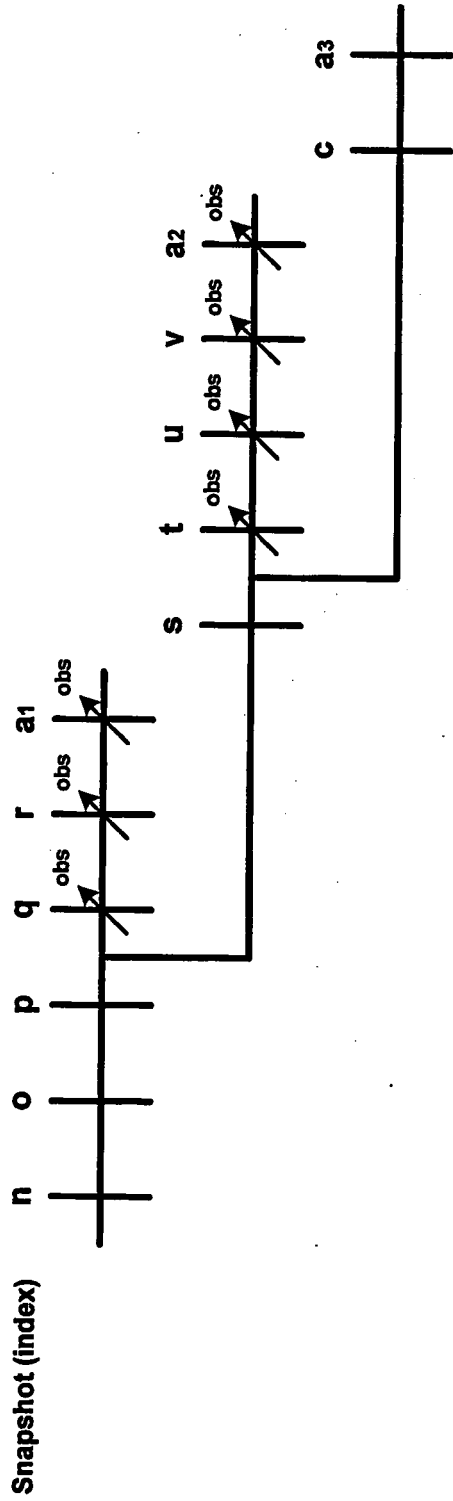 Snapshot (index)
n o p q r a1
obs obs obs
s t u v a2
obs obs obs obs
c a3